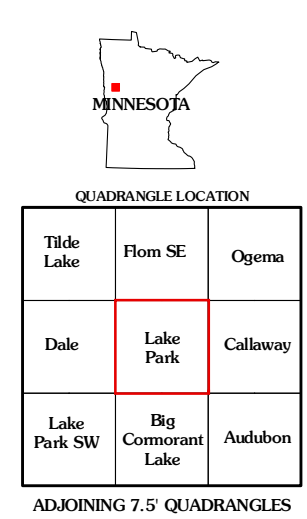 MINNESOTA
QUADRANGLE LOCATION
Tilde
Lake
Flom SE
Ogema
Dale
Lake
Park
Callaway
Lake
Park SW
Big
Cormorant
Lake
Audubon
ADJOINING 7.5' QUADRANGLES